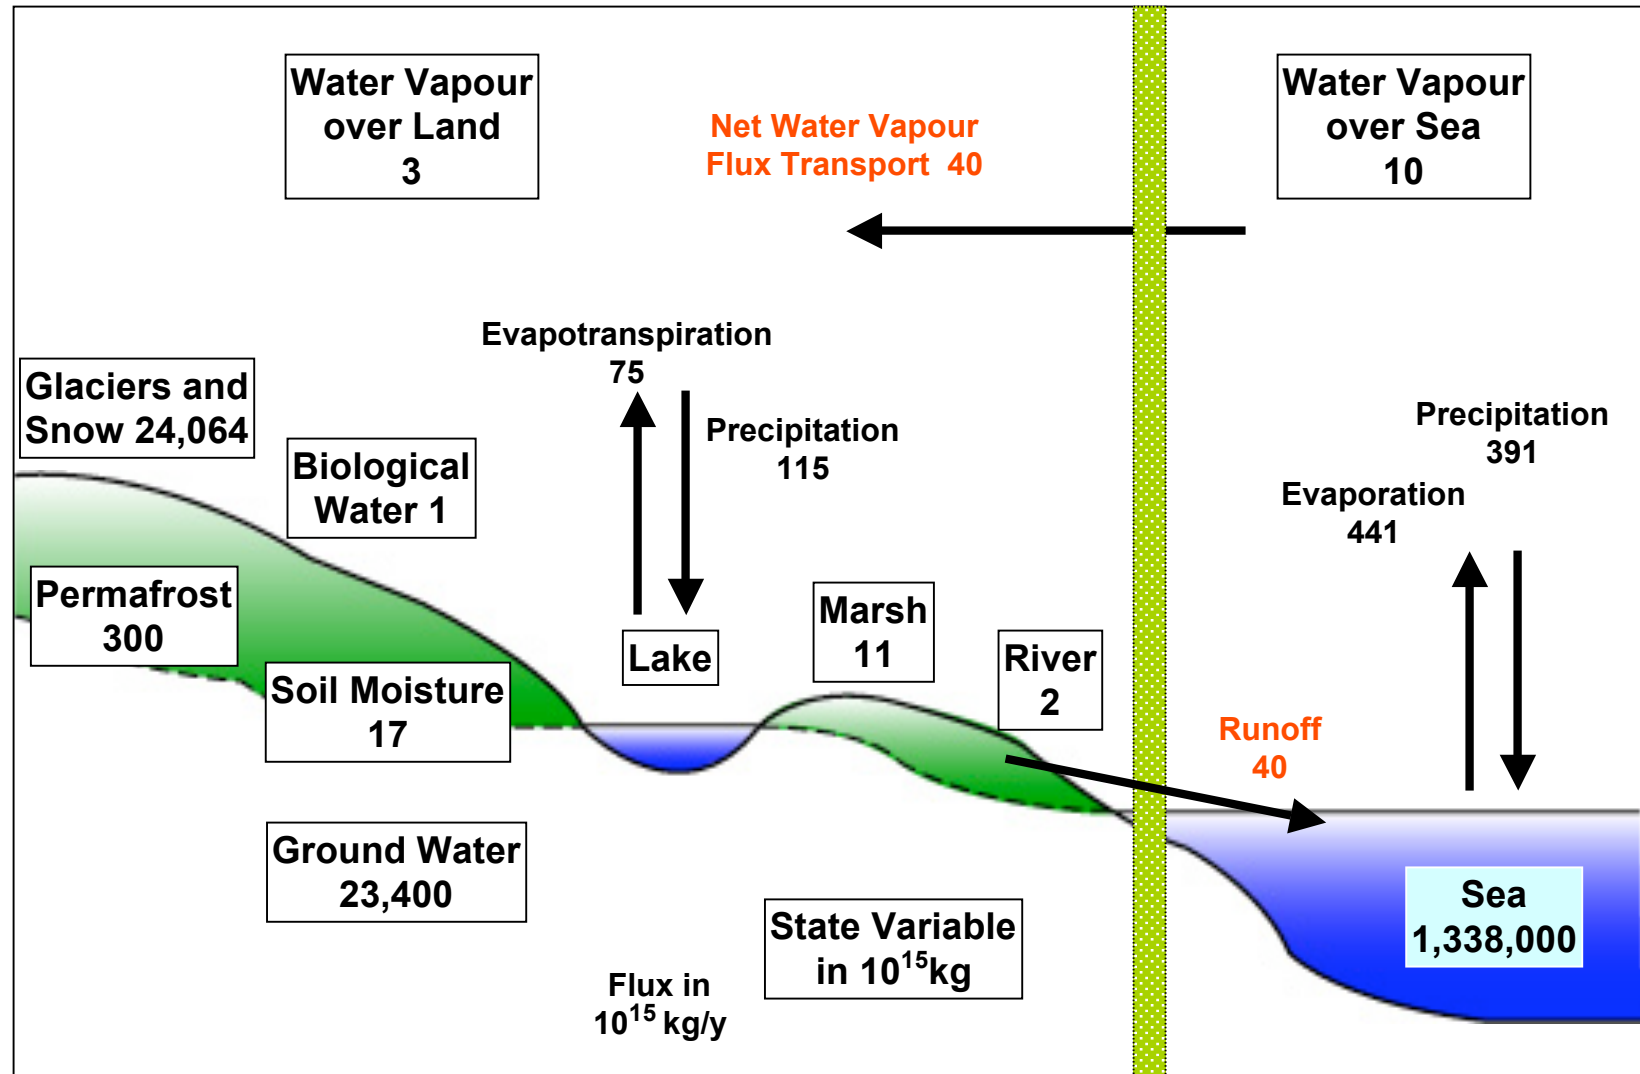 Water Vapour
over Land
3
Net Water Vapour
Flux Transport 40
Water Vapour
over Sea
10
Evapotranspiration
75
Precipitation
115
Glaciers and
Snow 24,064
Biological
Water 1
Precipitation
391
Evaporation
441
Permafrost
300
Soil Moisture
17
Lake
Marsh
11
River
2
Runoff
40
Ground Water
23,400
State Variable
in 10¹⁵kg
Flux in
10¹⁵ kg/y
Sea
1,338,000